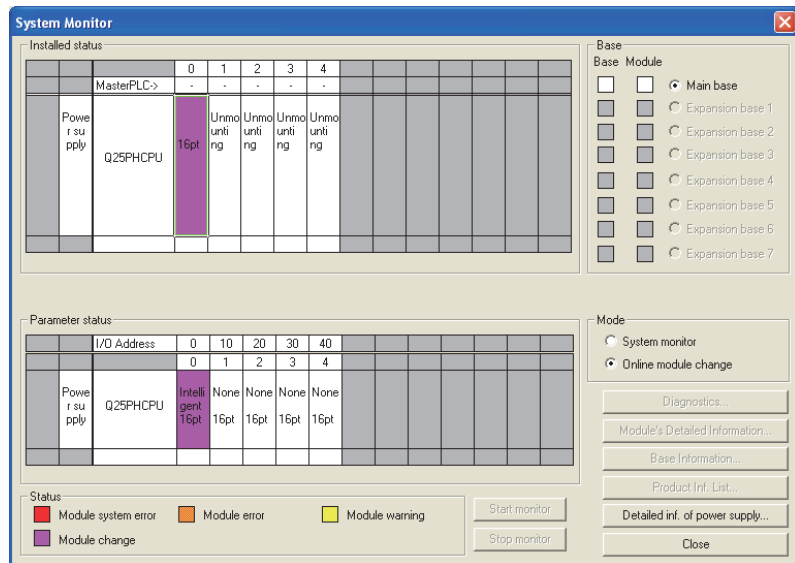 System Monitor
Installed status
0 1 2 3 4
MasterPLC-> - - - - -
Powe
r su
pply
Q25PHCPU
16pt
Unmo
unti
ng
Unmo
unti
ng
Unmo
unti
ng
Unmo
unti
ng
Base
Base Module
Main base
Expansion base 1
Expansion base 2
Expansion base 3
Expansion base 4
Expansion base 5
Expansion base 6
Expansion base 7
Parameter status
I/O Address 0 10 20 30 40
0 1 2 3 4
Powe
r su
pply
Q25PHCPU
Intelli
gent
16pt
None
16pt
None
16pt
None
16pt
None
16pt
Mode
System monitor
Online module change
Diagnostics...
Module's Detailed Information...
Base Information...
Product Inf. List...
Detailed inf. of power supply...
Close
Status
Module system error
Module error
Module warning
Module change
Start monitor
Stop monitor